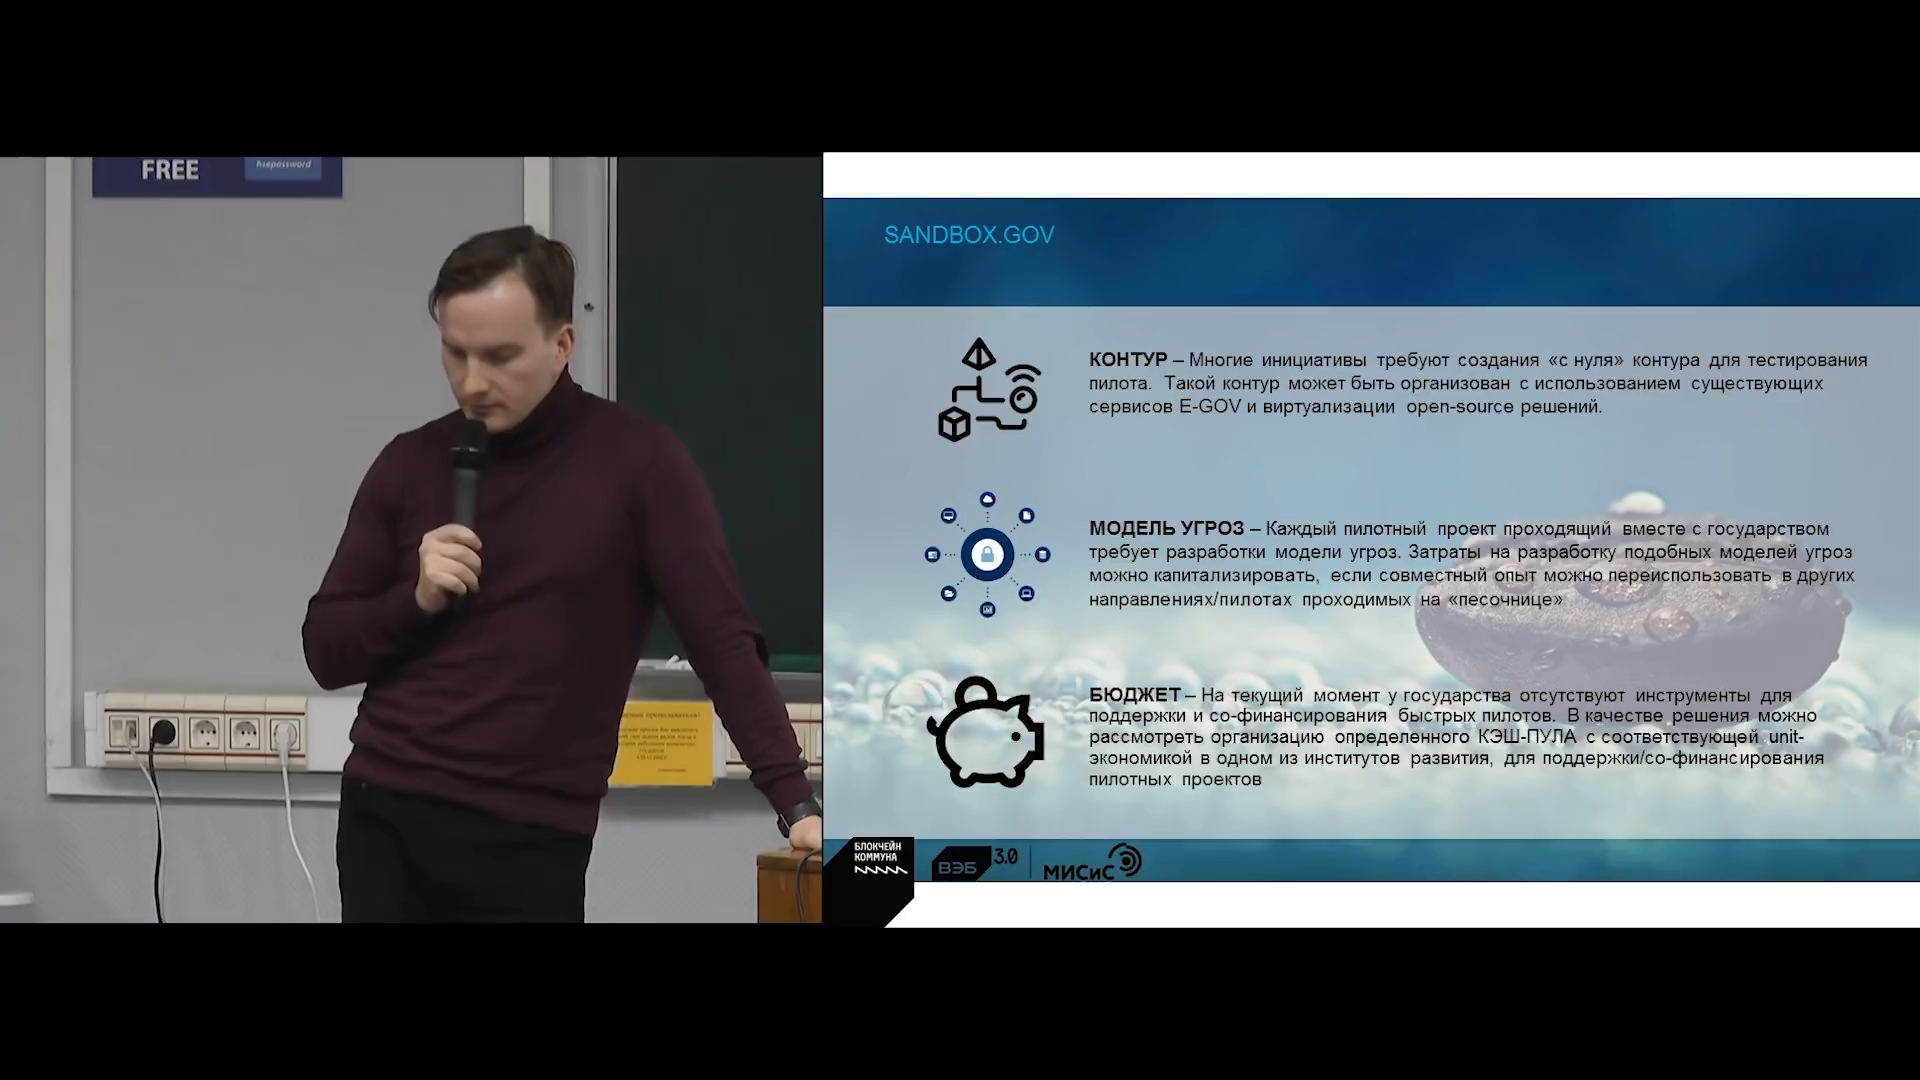 FREE
hsepassword
SANDBOX.GOV
КОНТУР – Многие инициативы требуют создания «с нуля» контура для тестирования
пилота. Такой контур может быть организован с использованием существующих
сервисов E-GOV и виртуализации open-source решений.
МОДЕЛЬ УГРОЗ – Каждый пилотный проект проходящий вместе с государством
требует разработки модели угроз. Затраты на разработку подобных моделей угроз
можно капитализировать, если совместный опыт можно переиспользовать в других
направлениях/пилотах проходимых на «песочнице»
БЮДЖЕТ – На текущий момент у государства отсутствуют инструменты для
поддержки и со-финансирования быстрых пилотов. В качестве решения можно
рассмотреть организацию определенного КЭШ-ПУЛА с соответствующей unit-
экономикой в одном из институтов развития, для поддержки/со-финансирования
пилотных проектов
БЛОКЧЕЙН
КОММУНА
ВЭБ 3.0
МИСиС